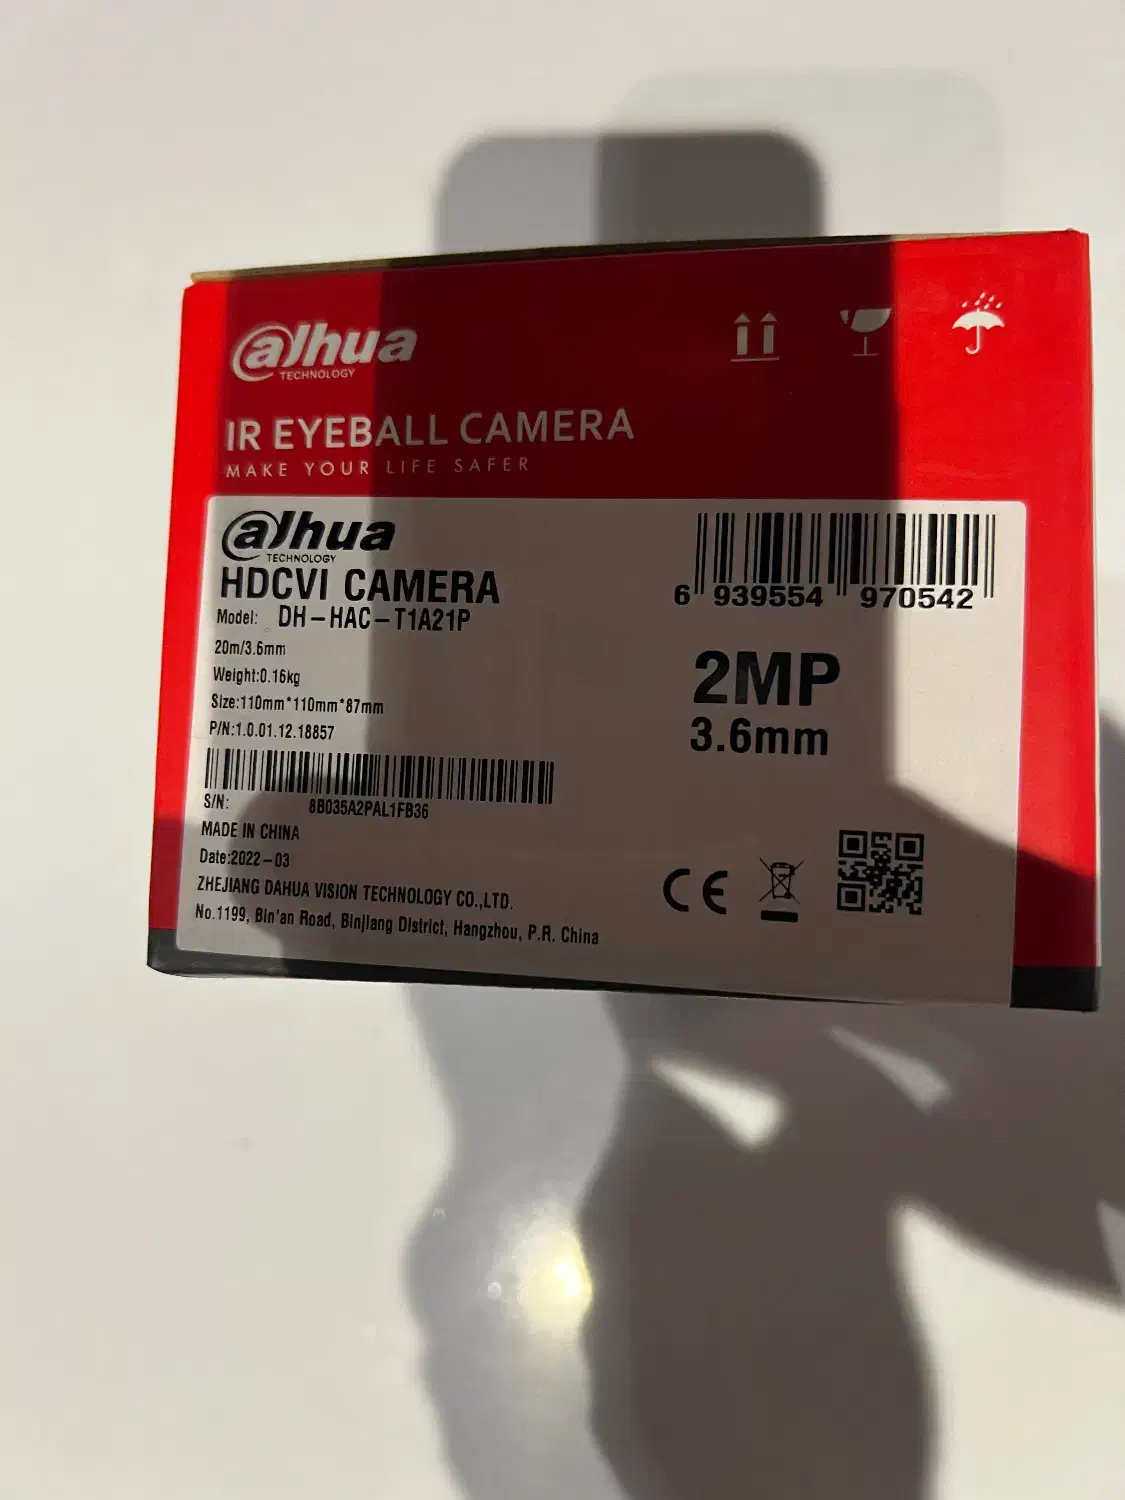 alhua
TECHNOLOGY
IR EYEBALL CAMERA
MAKE YOUR LIFE SAFER
alhua
TECHNOLOGY
HDCVI CAMERA
Model: DH-HAC-T1A21P
20m/3.6mm
Weight:0.16kg
Size:110mm*110mm*87mm
P/N:1.0.01.12.18857
S/N: 8B035A2PAL1FB36
MADE IN CHINA
Date:2022-03
ZHEJIANG DAHUA VISION TECHNOLOGY CO.,LTD.
No.1199, Bin'an Road, Binjiang District, Hangzhou, P.R. China
6 939554 970542
2MP
3.6mm
CE